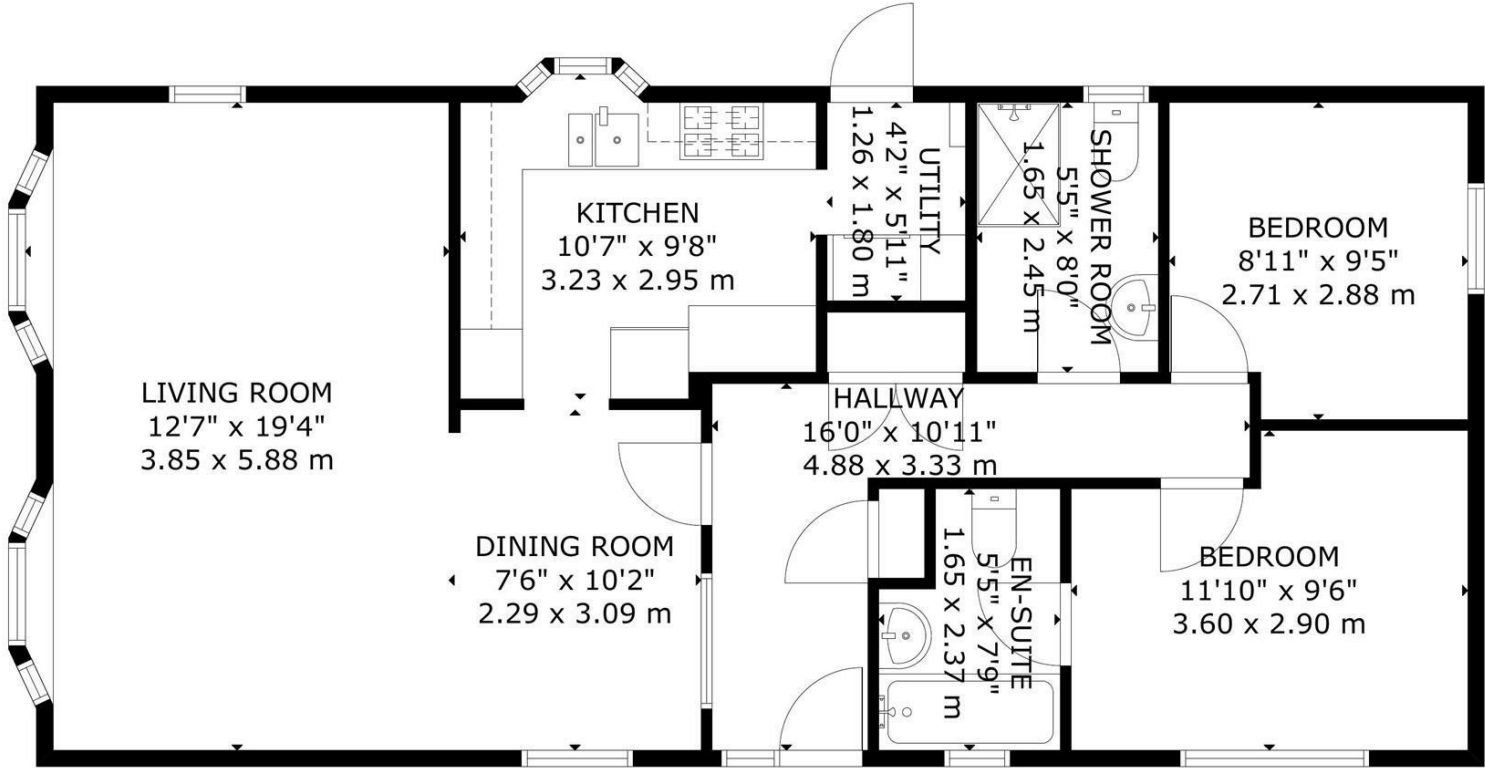 KITCHEN
10'7" x 9'8"
3.23 x 2.95 m
UTILITY
4'2" x 5'11"
1.26 x 1.80 m
SHOWER ROOM
5'5" x 8'0"
1.65 x 2.45 m
BEDROOM
8'11" x 9'5"
2.71 x 2.88 m
LIVING ROOM
12'7" x 19'4"
3.85 x 5.88 m
HALLWAY
16'0" x 10'11"
4.88 x 3.33 m
DINING ROOM
7'6" x 10'2"
2.29 x 3.09 m
EN-SUITE
5'5" x 7'9"
1.65 x 2.37 m
BEDROOM
11'10" x 9'6"
3.60 x 2.90 m